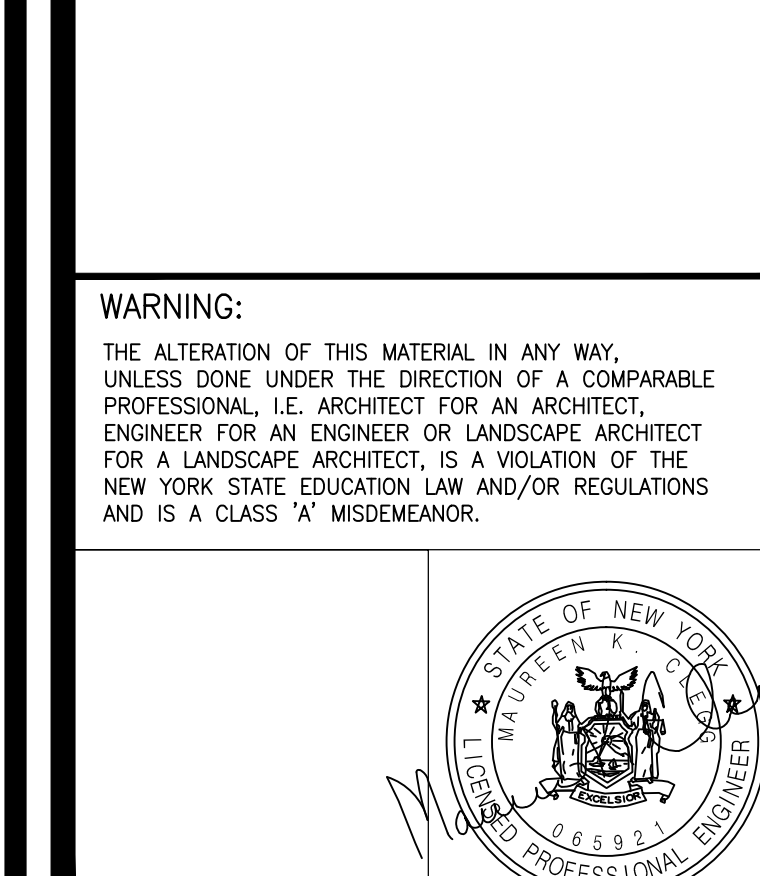 WARNING:
THE ALTERATION OF THIS MATERIAL IN ANY WAY,
UNLESS DONE UNDER THE DIRECTION OF A COMPARABLE
PROFESSIONAL, I.E. ARCHITECT FOR AN ARCHITECT,
ENGINEER FOR AN ENGINEER OR LANDSCAPE ARCHITECT
FOR A LANDSCAPE ARCHITECT, IS A VIOLATION OF THE
NEW YORK STATE EDUCATION LAW AND/OR REGULATIONS
AND IS A CLASS 'A' MISDEMEANOR.
STATE OF NEW YORK
MAUREEN K. CLEGG
EXCELSIOR
065921
LICENSED PROFESSIONAL ENGINEER